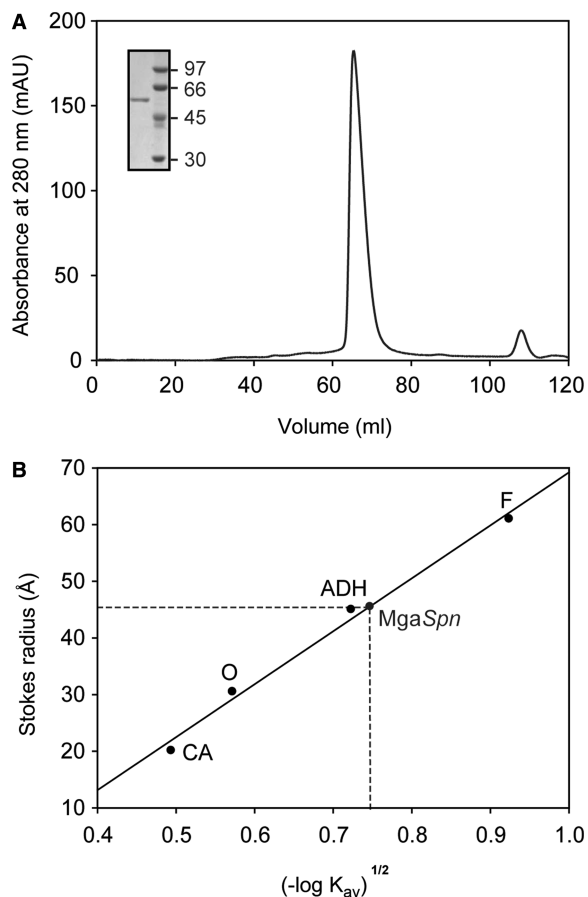 A
200
150
100
50
0
Absorbance at 280 nm (mAU)
97
66
45
30
0 20 40 60 80 100 120
Volume (ml)
B
70
60
50
40
30
20
10
Stokes radius (Å)
F
ADH
MgaSpn
O
CA
0.4 0.5 0.6 0.7 0.8 0.9 1.0
(-log Kav) 1/2